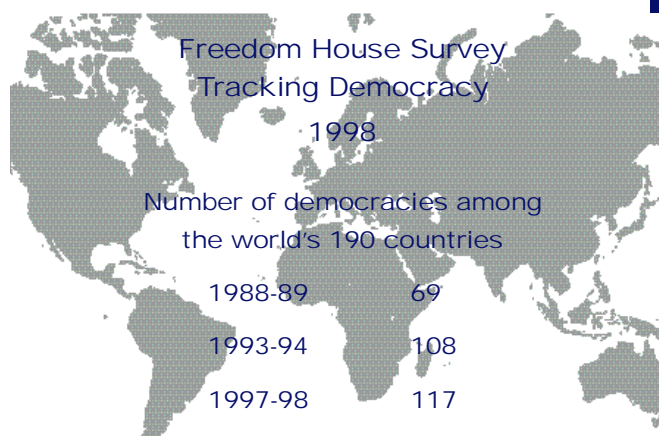 Freedom House Survey
Tracking Democracy
1998
Number of democracies among
the world's 190 countries
1988-89 69
1993-94 108
1997-98 117